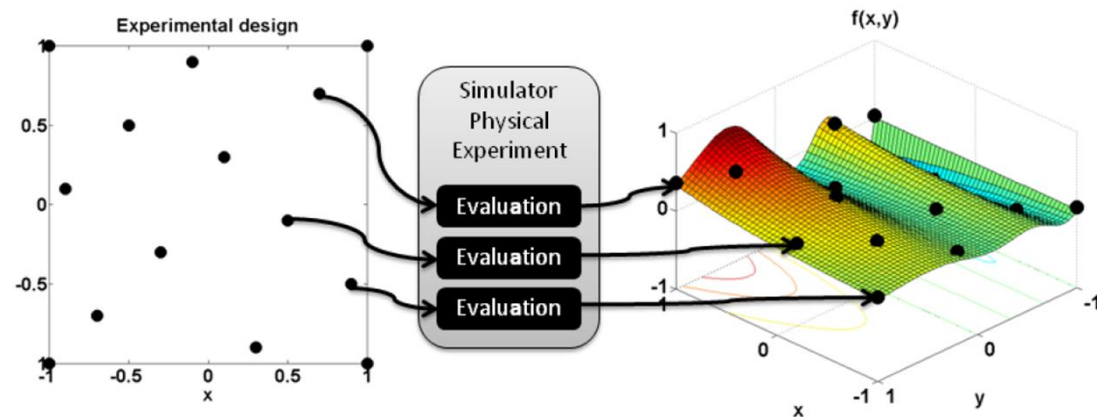 Experimental design
1
0.5
0
-0.5
-1
-1
-0.5
0
0.5
1
x
Simulator
Physical
Experiment
Evaluation
Evaluation
Evaluation
f(x,y)
1
0
-1
1
0
-1
x
1
0
-1
y